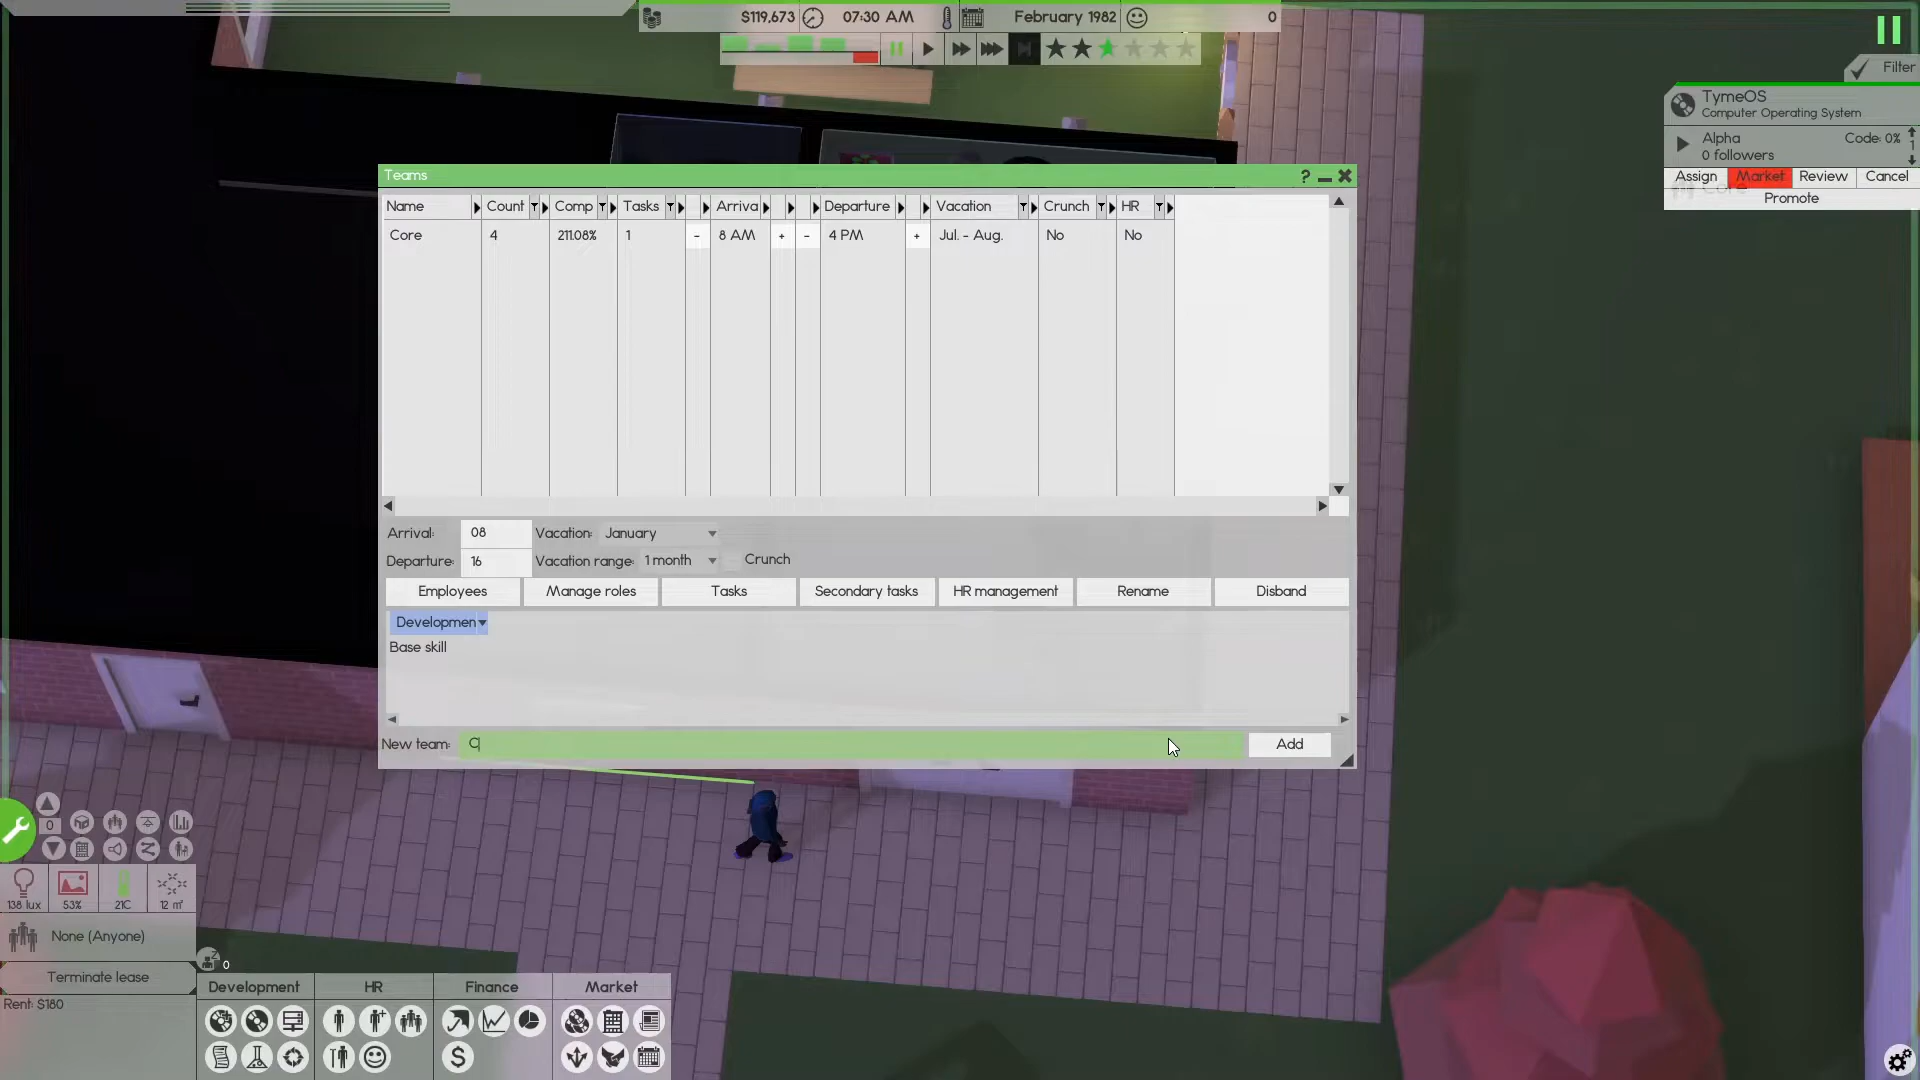 $119,673
07:30 AM
February 1982
0
Filter
TymeOS
Computer Operating System
Alpha
Code: 0%
0 followers
1
Assign
Market
Review
Cancel
Core
Promote
Teams
?
Name
Count
Comp
Tasks
Arriva
Departure
Vacation
Crunch
HR
Core
4
211.08%
1
-
8 AM
+
-
4 PM
+
Jul. - Aug.
No
No
Arrival:
08
Vacation:
January
Departure:
16
Vacation range:
1 month
Crunch
Employees
Manage roles
Tasks
Secondary tasks
HR management
Rename
Disband
Developmen
Base skill
New team:
C
Add
0
138 lux
53%
21C
12 m²
None (Anyone)
0
Terminate lease
Rent: $180
Development
HR
Finance
Market